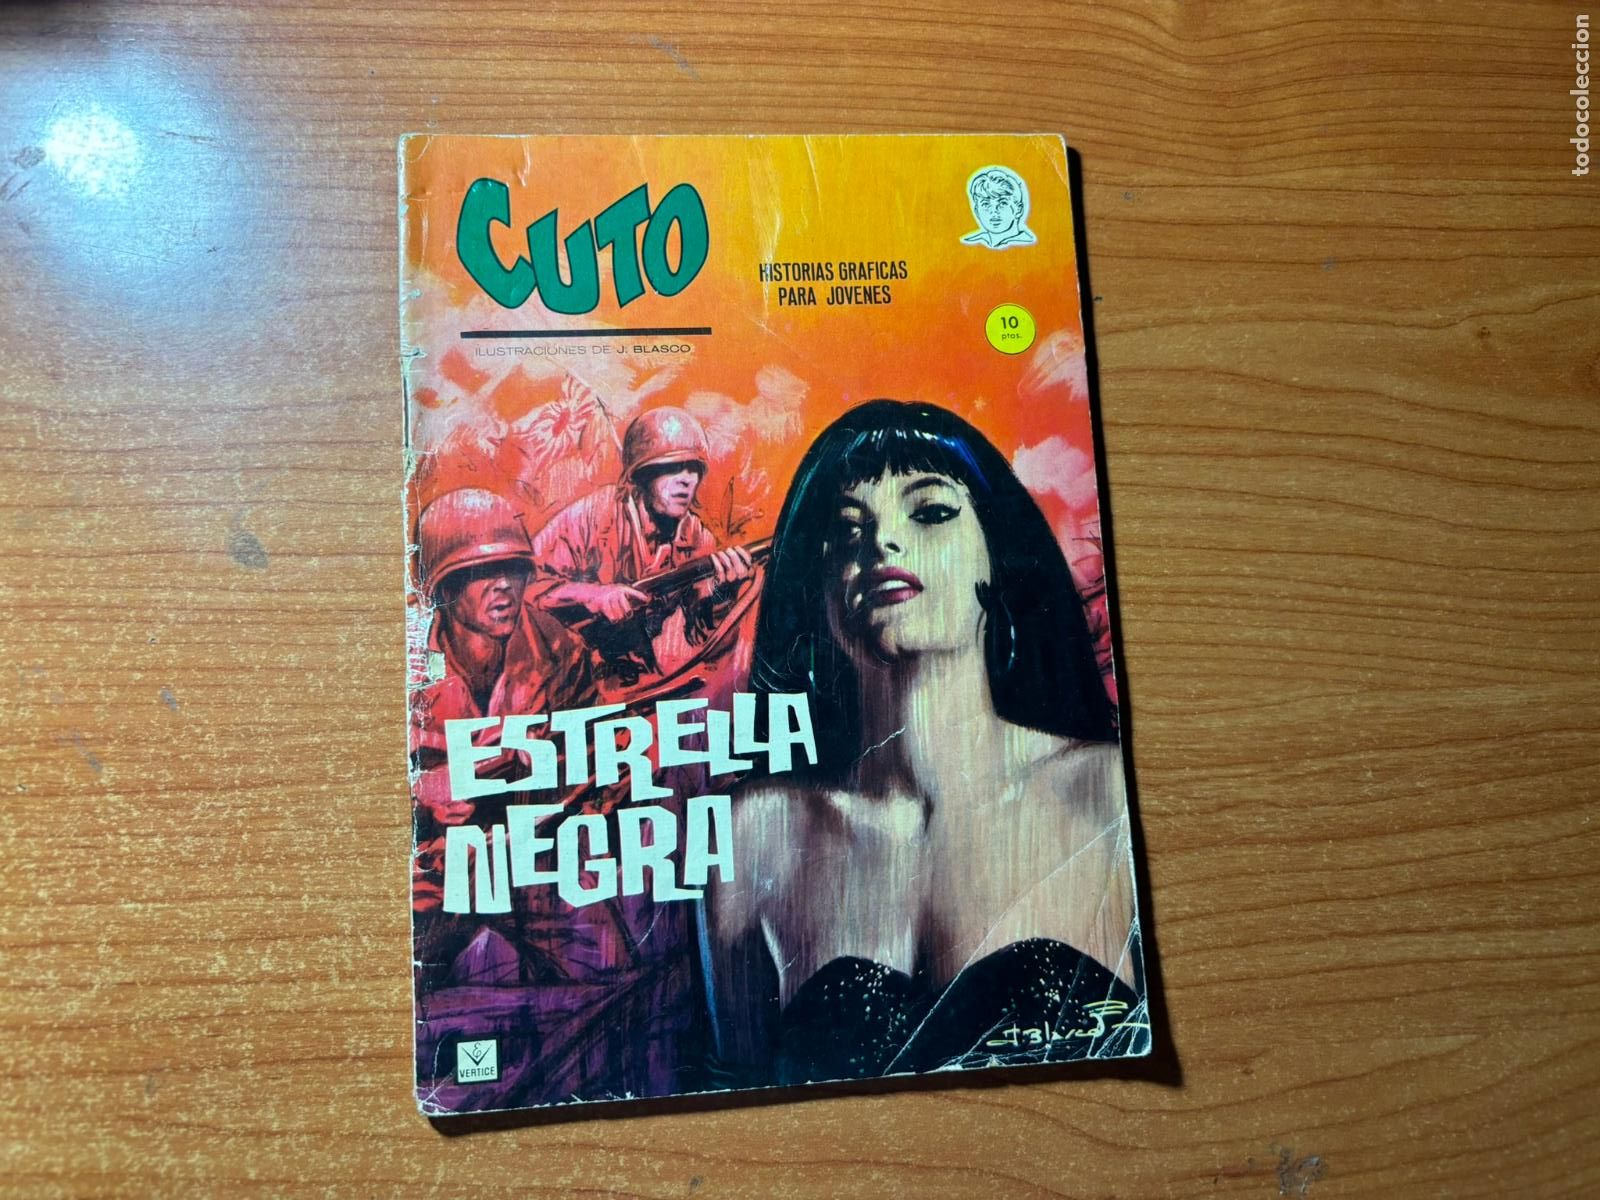 CUTO
HISTORIAS GRAFICAS
PARA JOVENES
10
ptas.
ILUSTRACIONES DE J. BLASCO
ESTRELLA
NEGRA
J. Blasco
VERTICE
todocoleccion